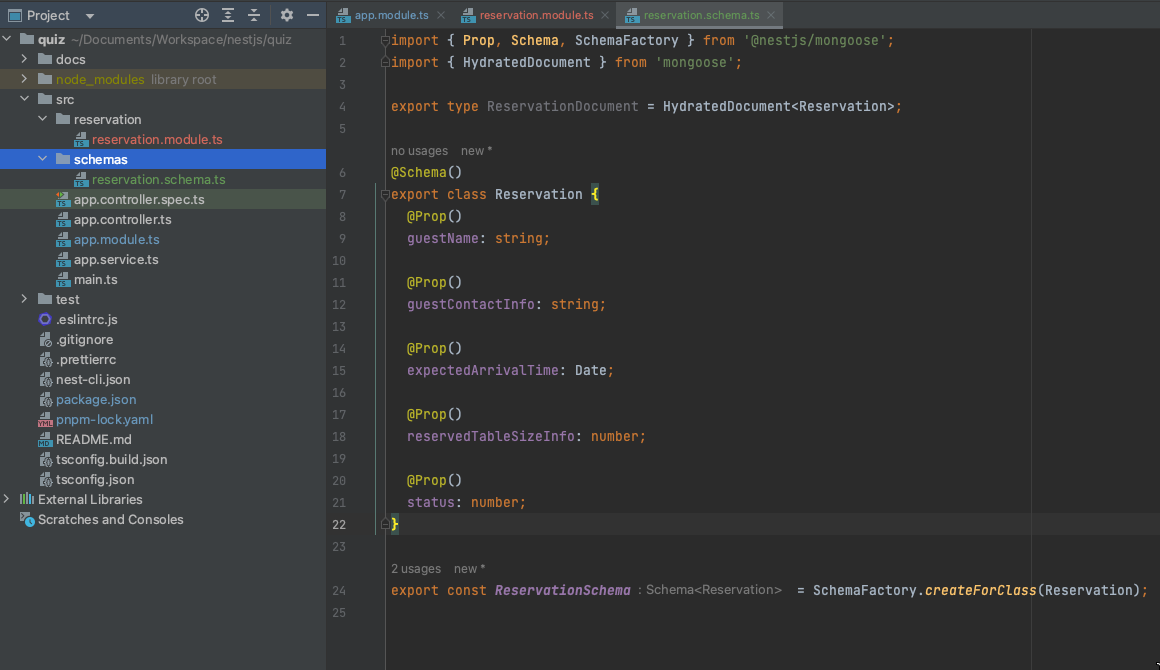 Project
quiz ~/Documents/Workspace/nestjs/quiz
docs
node_modules library root
src
reservation
reservation.module.ts
schemas
reservation.schema.ts
app.controller.spec.ts
app.controller.ts
app.module.ts
app.service.ts
main.ts
test
.eslintrc.js
.gitignore
.prettierrc
nest-cli.json
package.json
pnpm-lock.yaml
README.md
tsconfig.build.json
tsconfig.json
External Libraries
Scratches and Consoles
app.module.ts reservation.module.ts reservation.schema.ts
1 import { Prop, Schema, SchemaFactory } from '@nestjs/mongoose';
2 import { HydratedDocument } from 'mongoose';
3
4 export type ReservationDocument = HydratedDocument<Reservation>;
5
no usages new *
6 @Schema()
7 export class Reservation {
8 @Prop()
9 guestName: string;
10
11 @Prop()
12 guestContactInfo: string;
13
14 @Prop()
15 expectedArrivalTime: Date;
16
17 @Prop()
18 reservedTableSizeInfo: number;
19
20 @Prop()
21 status: number;
22 }
23
2 usages new *
24 export const ReservationSchema : Schema<Reservation> = SchemaFactory.createForClass(Reservation);
25